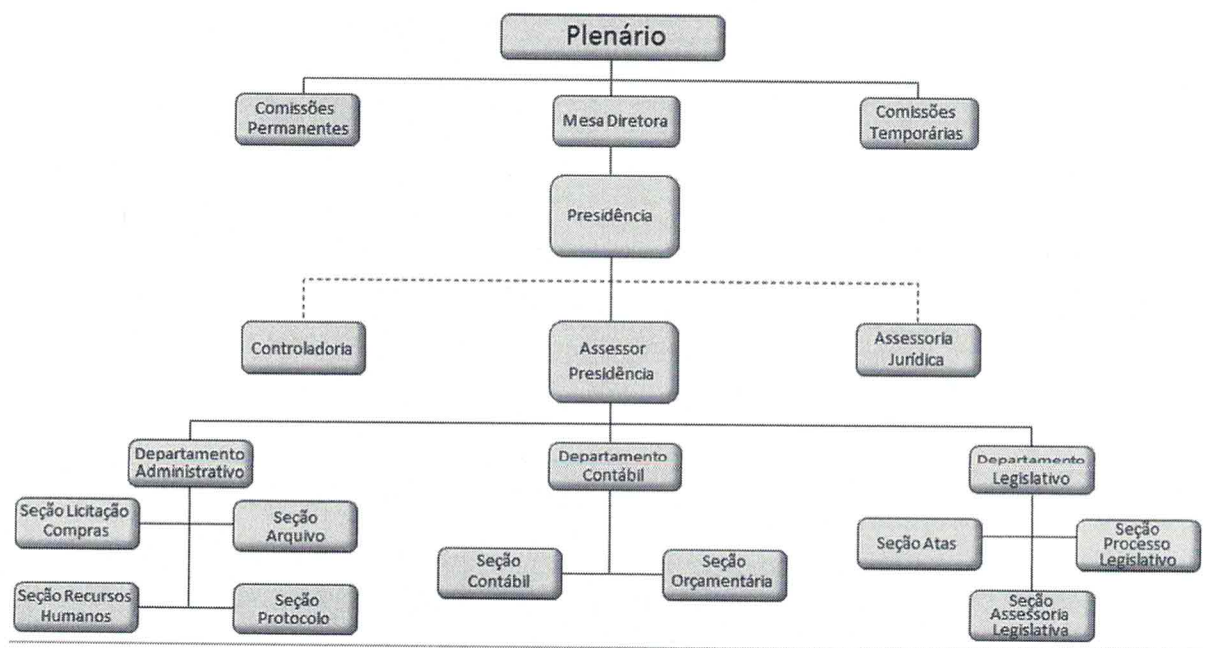 Plenário
Comissões
Permanentes
Mesa Diretora
Comissões
Temporárias
Presidência
Controladoria
Assessor
Presidência
Assessoria
Jurídica
Departamento
Administrativo
Departamento
Contábil
Departamento
Legislativo
Seção Licitação
Compras
Seção
Arquivo
Seção Recursos
Humanos
Seção
Protocolo
Seção
Contábil
Seção
Orçamentária
Seção Atas
Seção
Processo
Legislativo
Seção
Assessoria
Legislativa